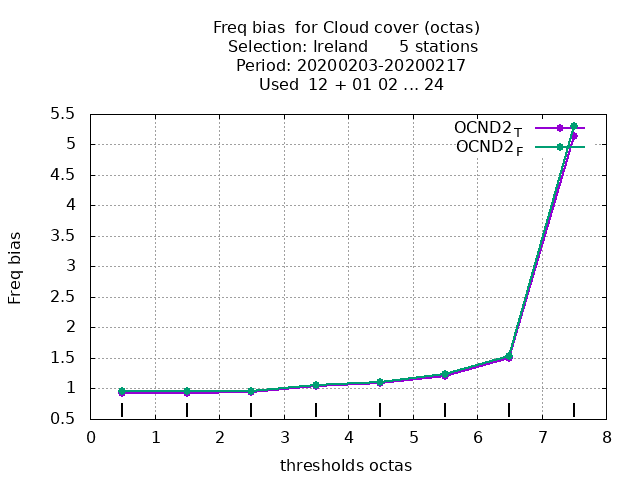 Freq bias  for Cloud cover (octas)
Selection: Ireland      5 stations
Period: 20200203-20200217
Used  12 + 01 02 ... 24
OCND2_T
OCND2_F
5.5
5
4.5
4
3.5
3
2.5
2
1.5
1
0.5
Freq bias
0 1 2 3 4 5 6 7 8
thresholds octas